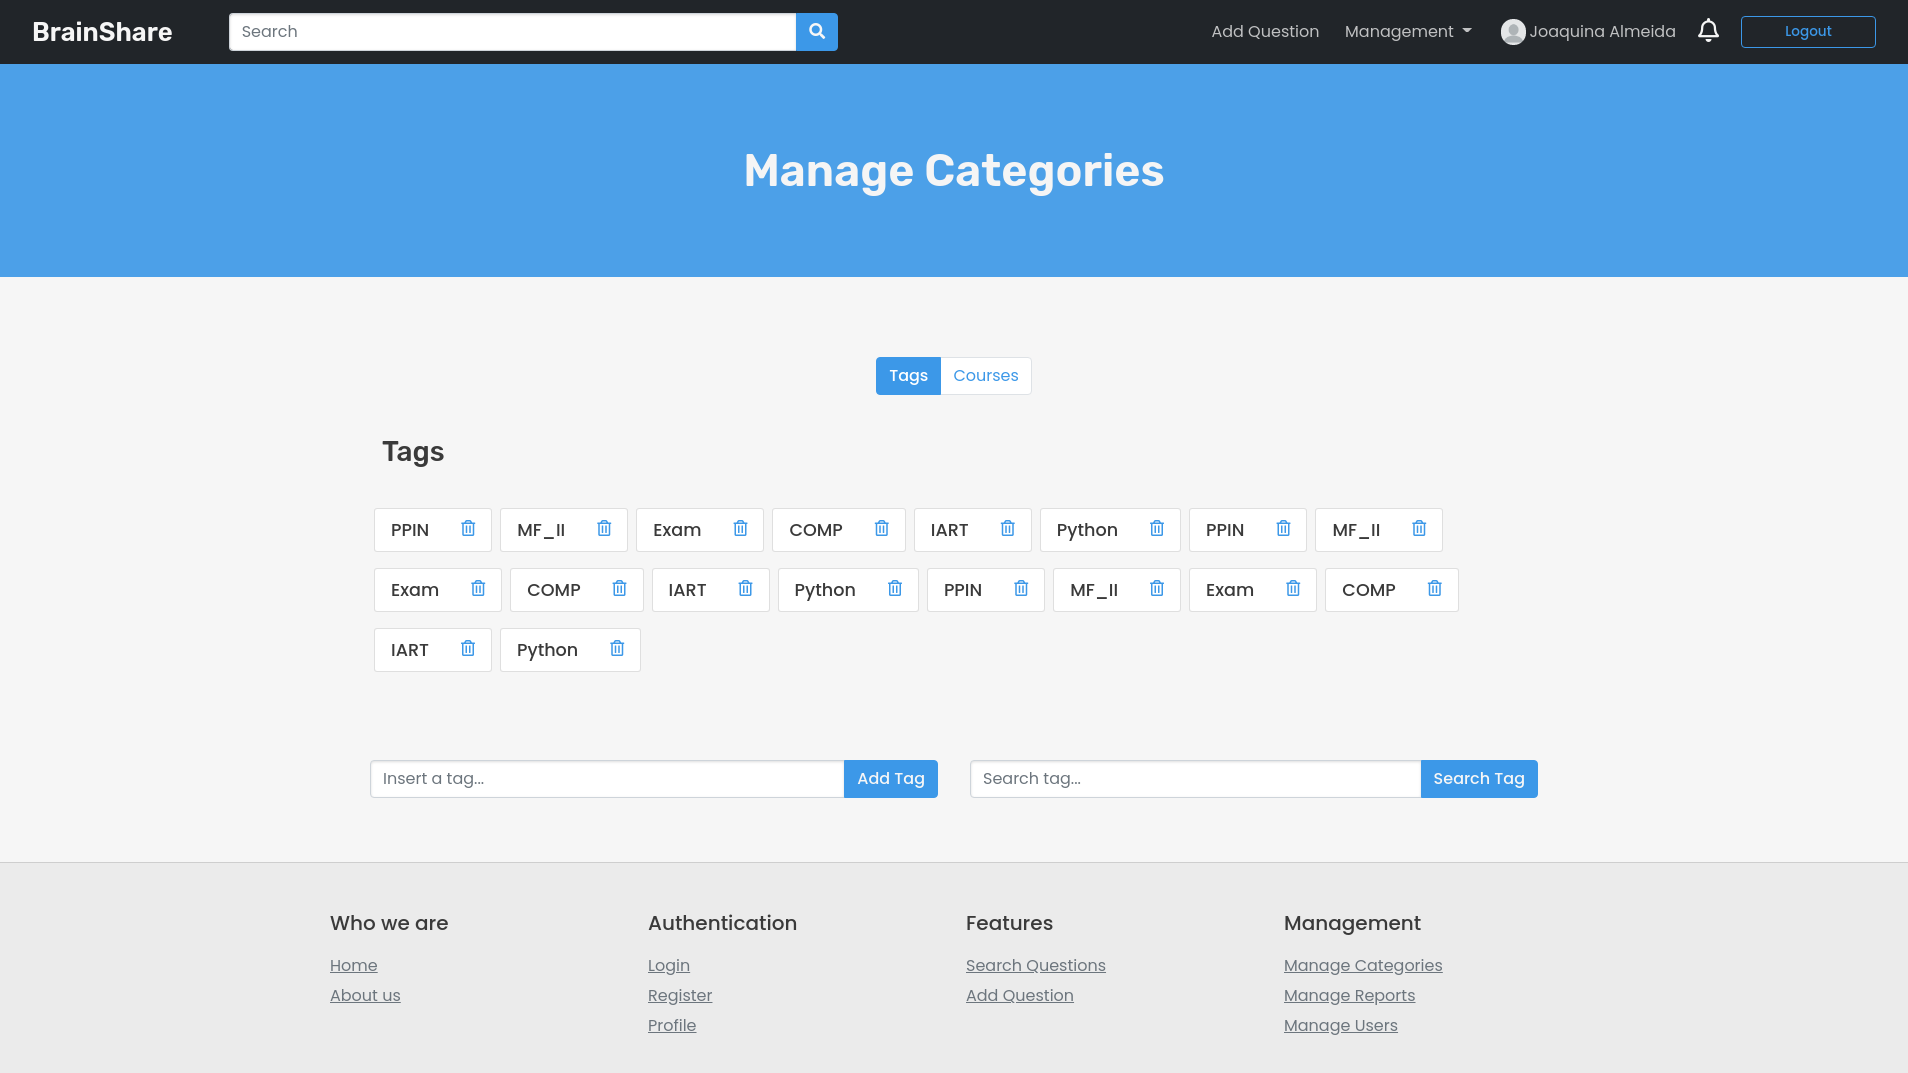 BrainShare Search Add Question Management Joaquina Almeida Logout
Manage Categories
Tags Courses
Tags
PPIN MF_II Exam COMP IART Python PPIN MF_II
Exam COMP IART Python PPIN MF_II Exam COMP
IART Python
Insert a tag... Add Tag Search tag... Search Tag
Who we are Authentication Features Management
Home Login Search Questions Manage Categories
About us Register Add Question Manage Reports
Profile Manage Users